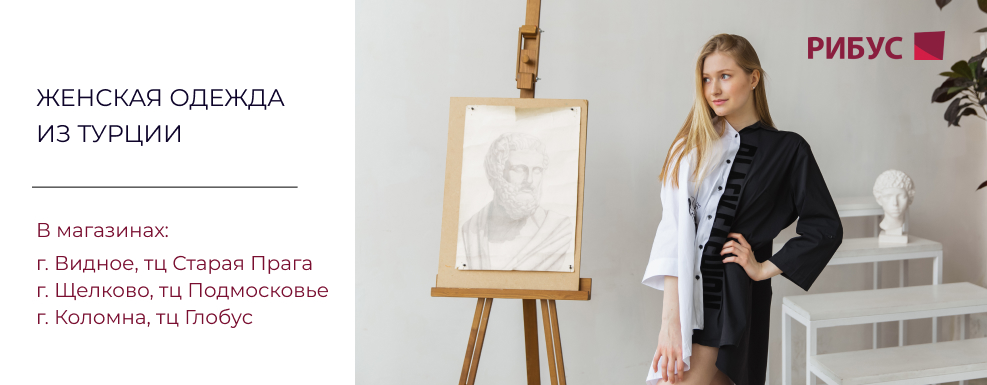 ЖЕНСКАЯ ОДЕЖДА
ИЗ ТУРЦИИ
В магазинах:
г. Видное, тц Старая Прага
г. Щелково, тц Подмосковье
г. Коломна, тц Глобус
РИБУС